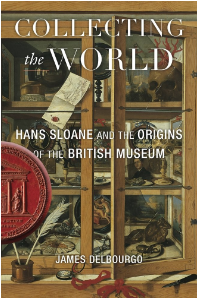 COLLECTING
the WORLD
HANS SLOANE AND THE ORIGINS
OF THE BRITISH MUSEUM
JAMES DELBOURGO